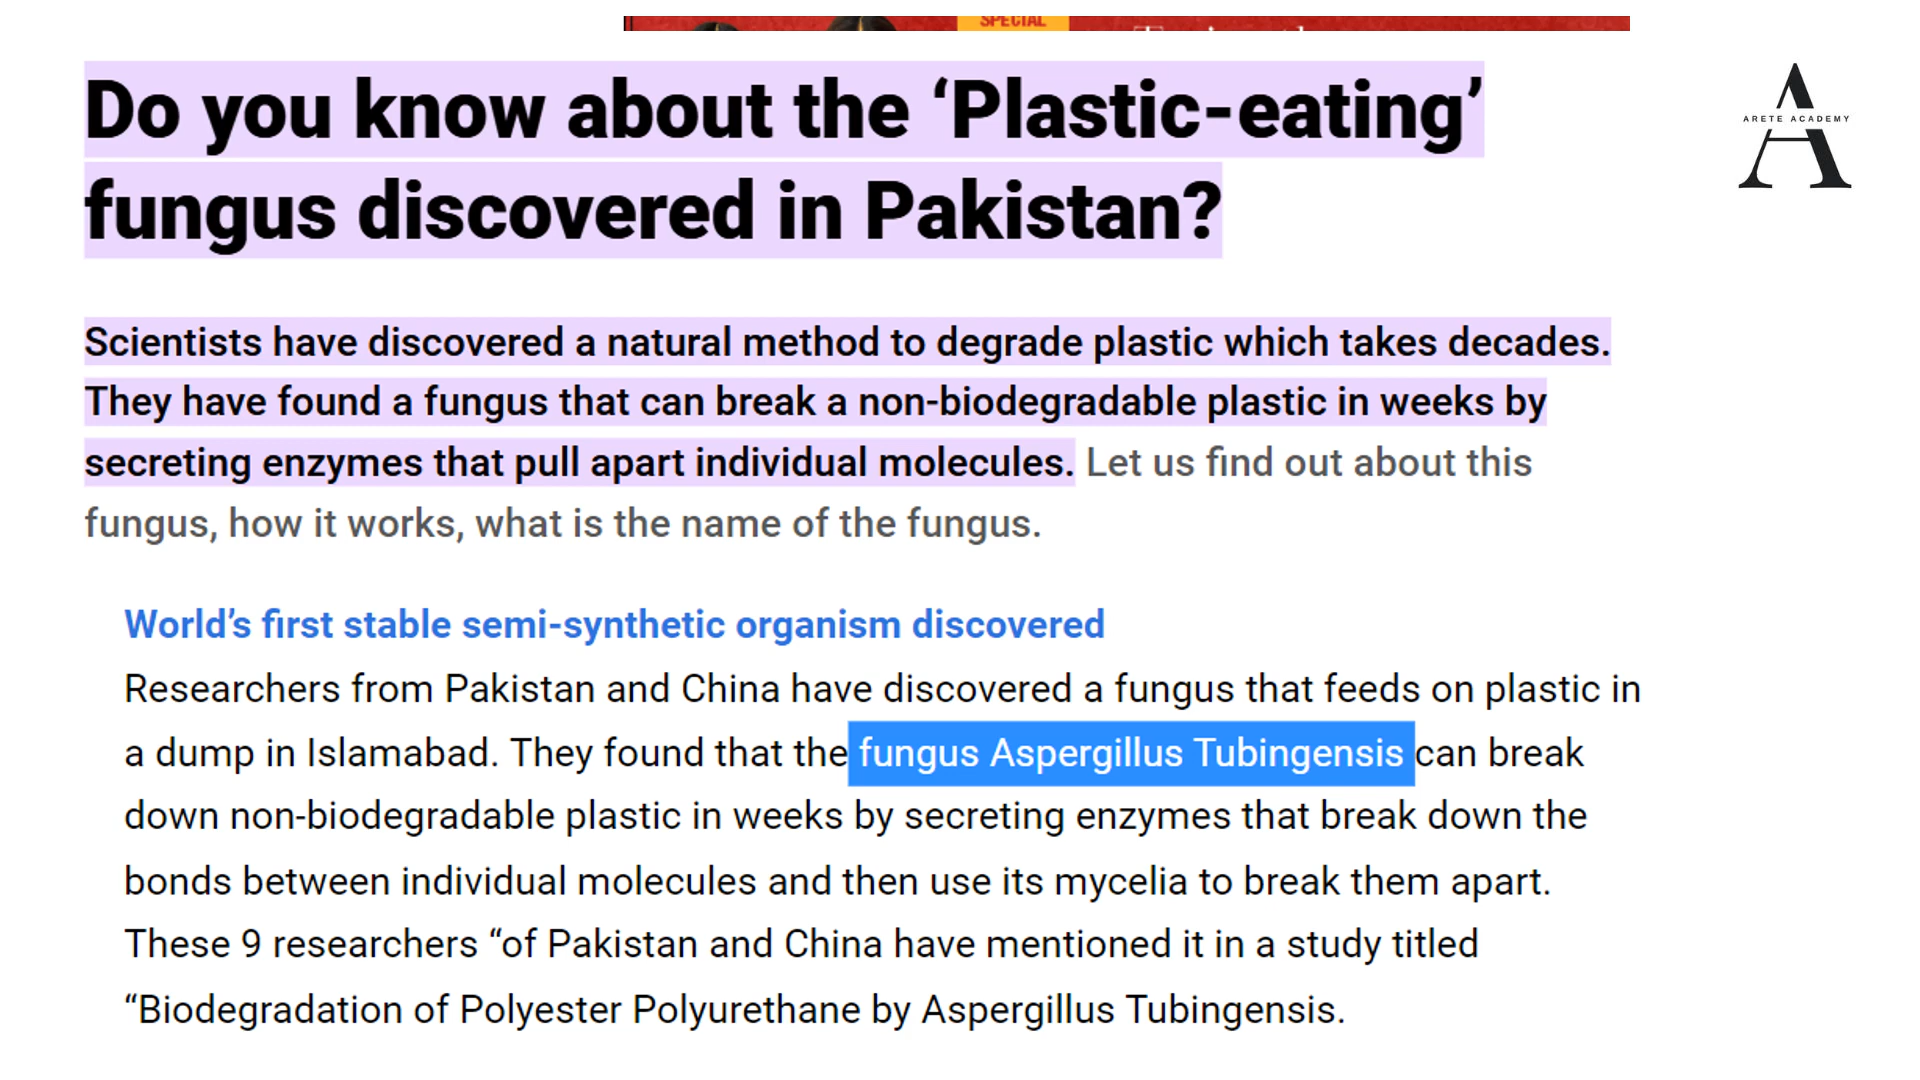 SPECIAL
Do you know about the ‘Plastic-eating’
fungus discovered in Pakistan?
ARETE ACADEMY
Scientists have discovered a natural method to degrade plastic which takes decades.
They have found a fungus that can break a non-biodegradable plastic in weeks by
secreting enzymes that pull apart individual molecules. Let us find out about this
fungus, how it works, what is the name of the fungus.
World’s first stable semi-synthetic organism discovered
Researchers from Pakistan and China have discovered a fungus that feeds on plastic in
a dump in Islamabad. They found that the fungus Aspergillus Tubingensis can break
down non-biodegradable plastic in weeks by secreting enzymes that break down the
bonds between individual molecules and then use its mycelia to break them apart.
These 9 researchers “of Pakistan and China have mentioned it in a study titled
“Biodegradation of Polyester Polyurethane by Aspergillus Tubingensis.